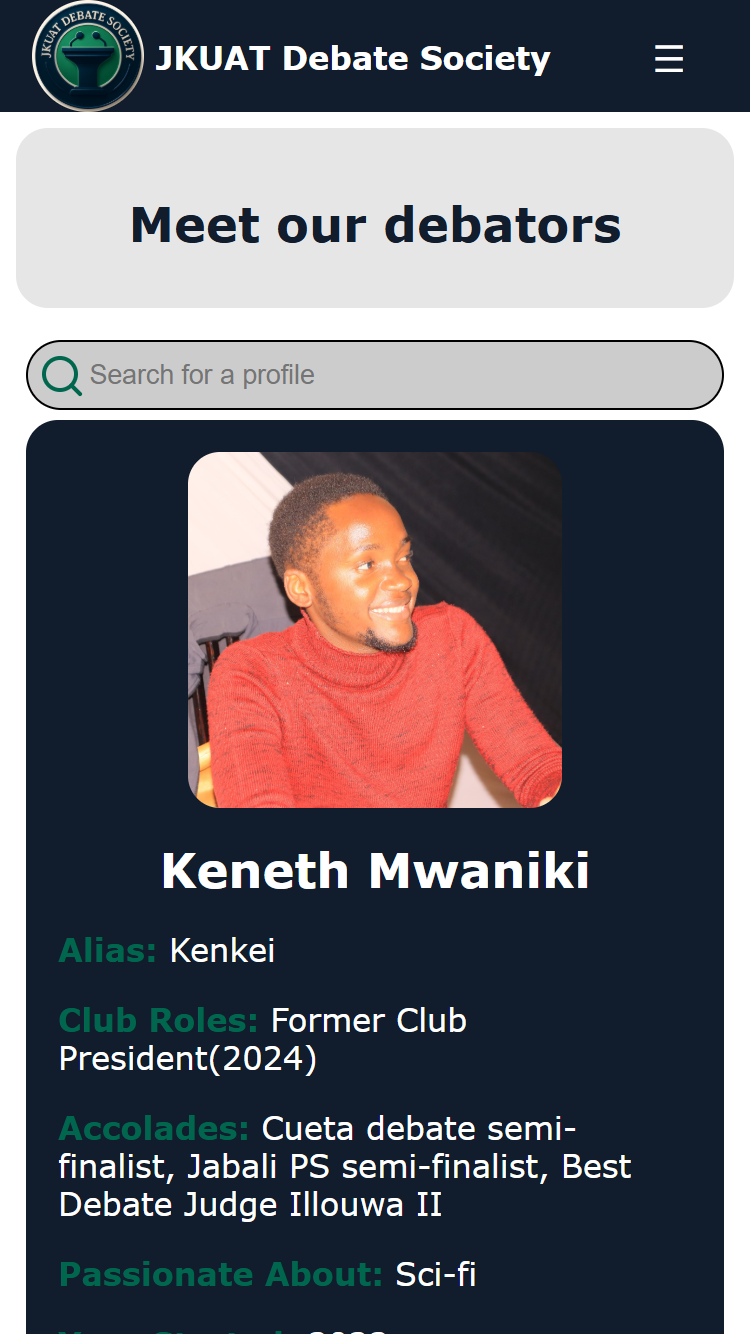 JKUAT DEBATE SOCIETY
JKUAT Debate Society
Meet our debators
Search for a profile
Keneth Mwaniki
Alias: Kenkei
Club Roles: Former Club
President(2024)
Accolades: Cueta debate semi-
finalist, Jabali PS semi-finalist, Best
Debate Judge Illouwa II
Passionate About: Sci-fi